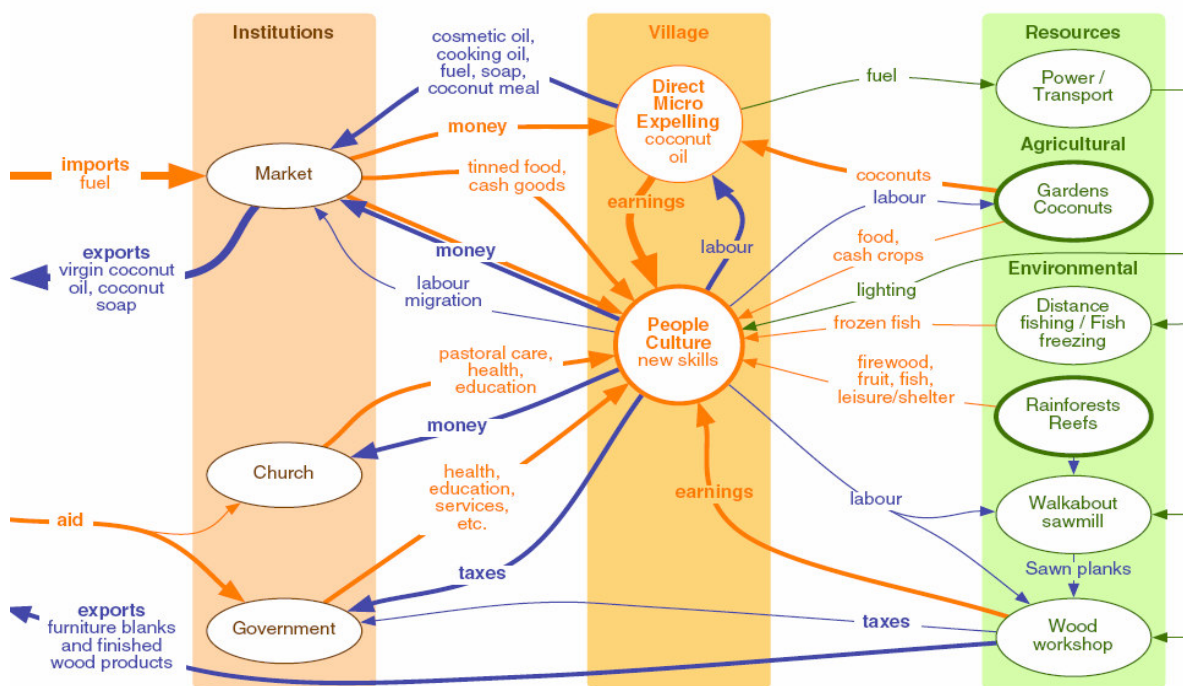 Institutions
Village
Resources
cosmetic oil,
cooking oil,
fuel, soap,
coconut meal
Direct
Micro
Expelling
coconut
oil
fuel
Power /
Transport
money
Agricultural
imports
fuel
Market
tinned food,
cash goods
coconuts
Gardens
Coconuts
labour
earnings
exports
virgin coconut
oil, coconut
soap
money
labour
food,
cash crops
Environmental
labour
migration
lighting
Distance
fishing / Fish
freezing
People
Culture
new skills
frozen fish
pastoral care,
health,
education
firewood,
fruit, fish,
leisure/shelter
Rainforests
Reefs
money
Church
health,
education,
services,
etc.
earnings
labour
Walkabout
sawmill
aid
taxes
Sawn planks
exports
furniture blanks
and finished
wood products
Government
taxes
Wood
workshop